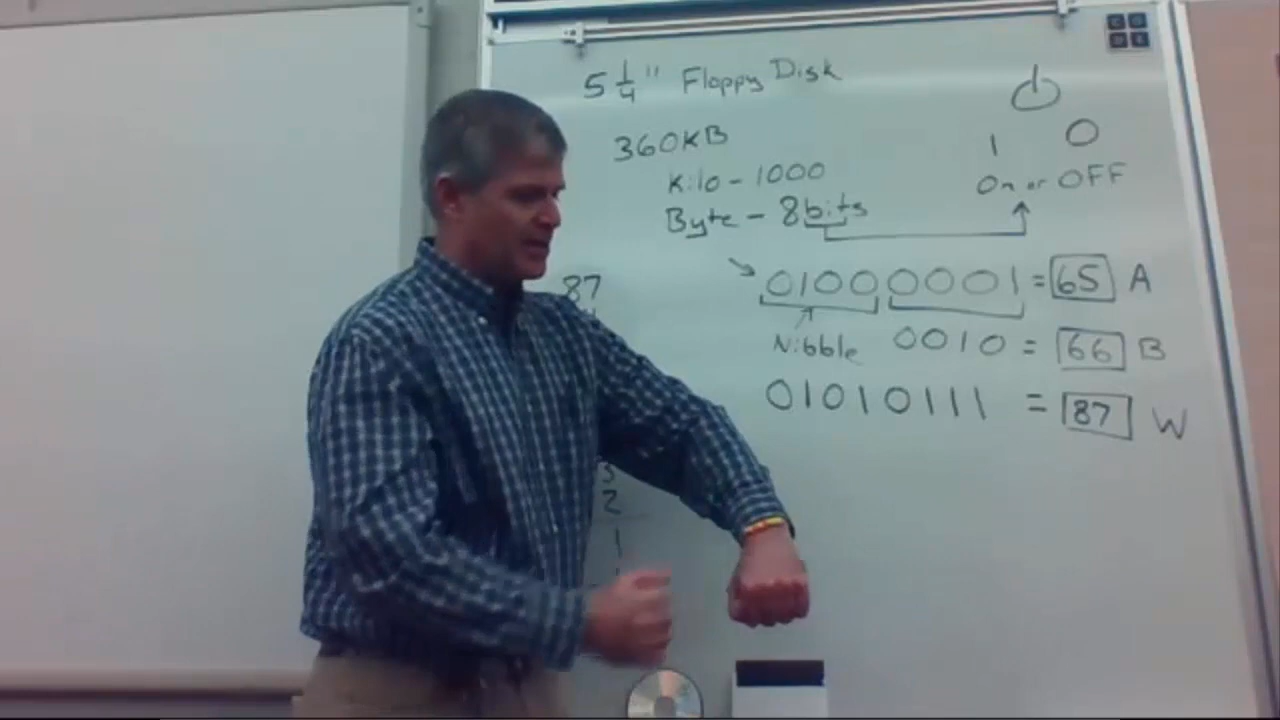 5 1/4" Floppy Disk
360KB
Kilo - 1000
Byte - 8 bits
1 0
On or OFF
87
01000001 = 65 A
Nibble 0010 = 66 B
01010111 = 87 W
2
1